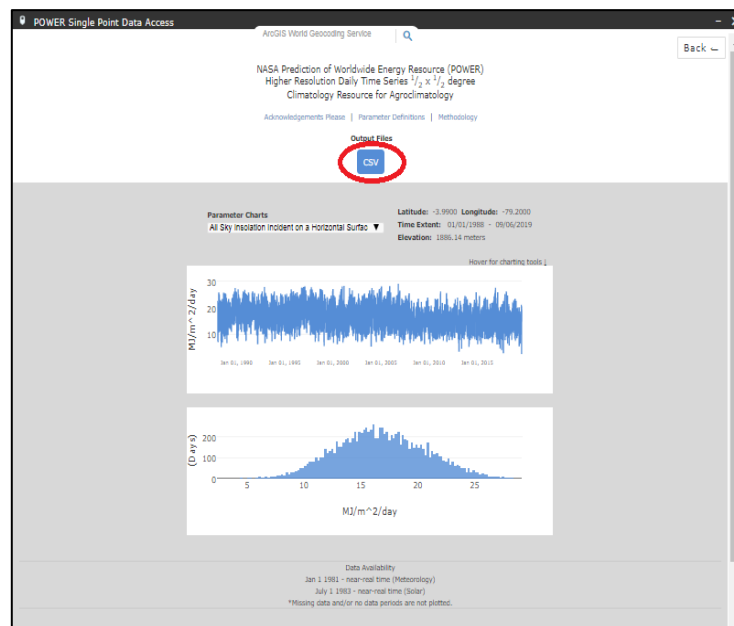 POWER Single Point Data Access
ArcGIS World Geocoding Service
Back
NASA Prediction of Worldwide Energy Resource (POWER)
Higher Resolution Daily Time Series 1/2 x 1/2 degree
Climatology Resource for Agroclimatology
Acknowledgements Please | Parameter Definitions | Methodology
Output Files
CSV
Parameter Charts
All Sky Insolation Incident on a Horizontal Surfac ▼
Latitude: -3.9900 Longitude: -79.2000
Time Extent: 01/01/1988 - 09/06/2019
Elevation: 1886.14 meters
Hover for charting tools ↓
MJ/m^2/day
30
20
10
Jan 01, 1990 Jan 01, 1995 Jan 01, 2000 Jan 01, 2005 Jan 01, 2010 Jan 01, 2015
(Days)
200
100
0
5 10 15 20 25
MJ/m^2/day
Data Availability
Jan 1 1981 - near-real time (Meteorology)
July 1 1983 - near-real time (Solar)
*Missing data and/or no data periods are not plotted.